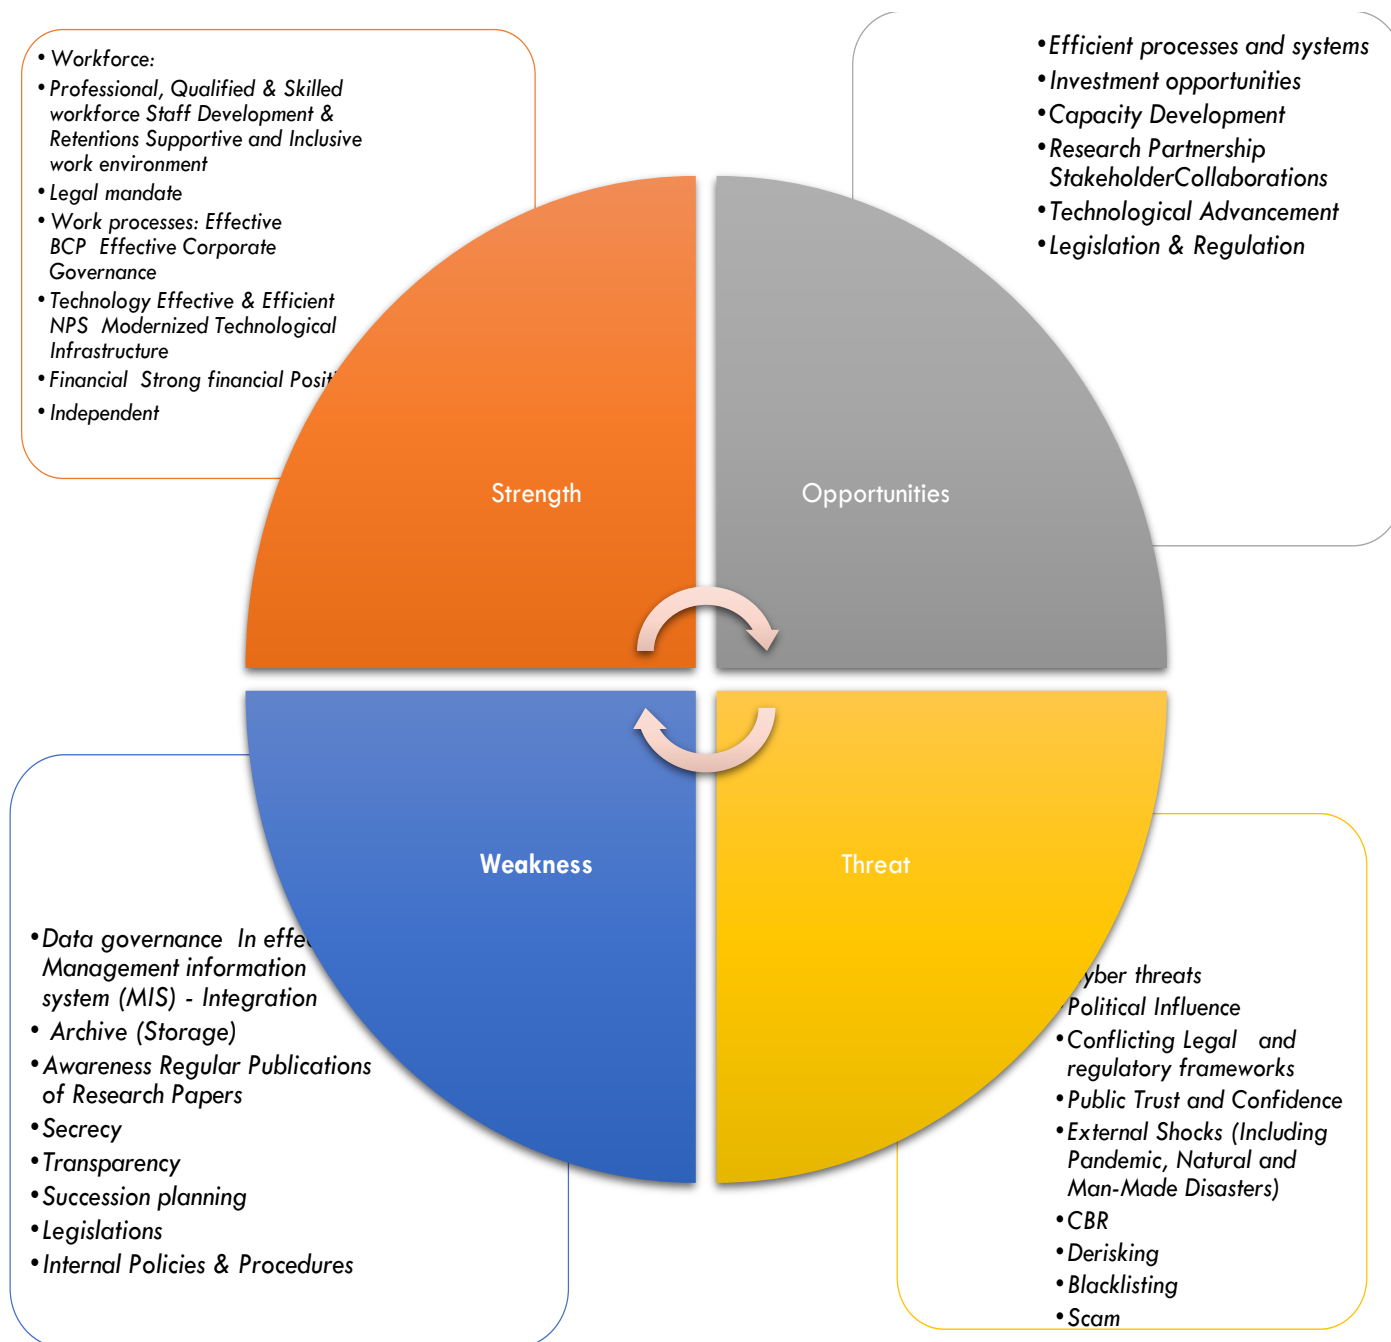 • Workforce:
• Professional, Qualified & Skilled
workforce Staff Development &
Retentions Supportive and Inclusive
work environment
• Legal mandate
• Work processes: Effective
BCP Effective Corporate
Governance
• Technology Effective & Efficient
NPS Modernized Technological
Infrastructure
• Financial Strong financial
• Independent
• Efficient processes and systems
• Investment opportunities
• Capacity Development
• Research Partnership
StakeholderCollaborations
• Technological Advancement
• Legislation & Regulation
Strength
Opportunities
Weakness
Threat
• Data governance In
Management information
system (MIS) - Integration
• Archive (Storage)
• Awareness Regular Publications
of Research Papers
• Secrecy
• Transparency
• Succession planning
• Legislations
• Internal Policies & Procedures
threats
Political Influence
• Conflicting Legal and
regulatory frameworks
• Public Trust and Confidence
• External Shocks (Including
Pandemic, Natural and
Man-Made Disasters)
• CBR
• Derisking
• Blacklisting
• Scam